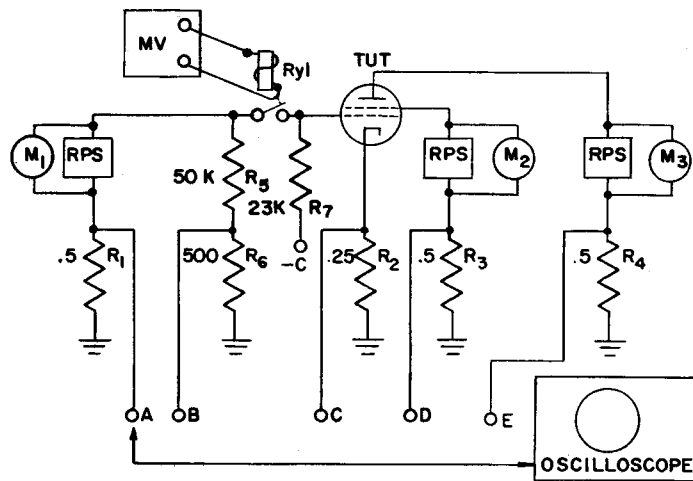 MV
Ryl
TUT
M1
RPS
RPS
M2
RPS
M3
50 K
R5
23K
R7
.5
R1
500
R6
-C
.25
R2
.5
R3
.5
R4
A
B
C
D
E
OSCILLOSCOPE